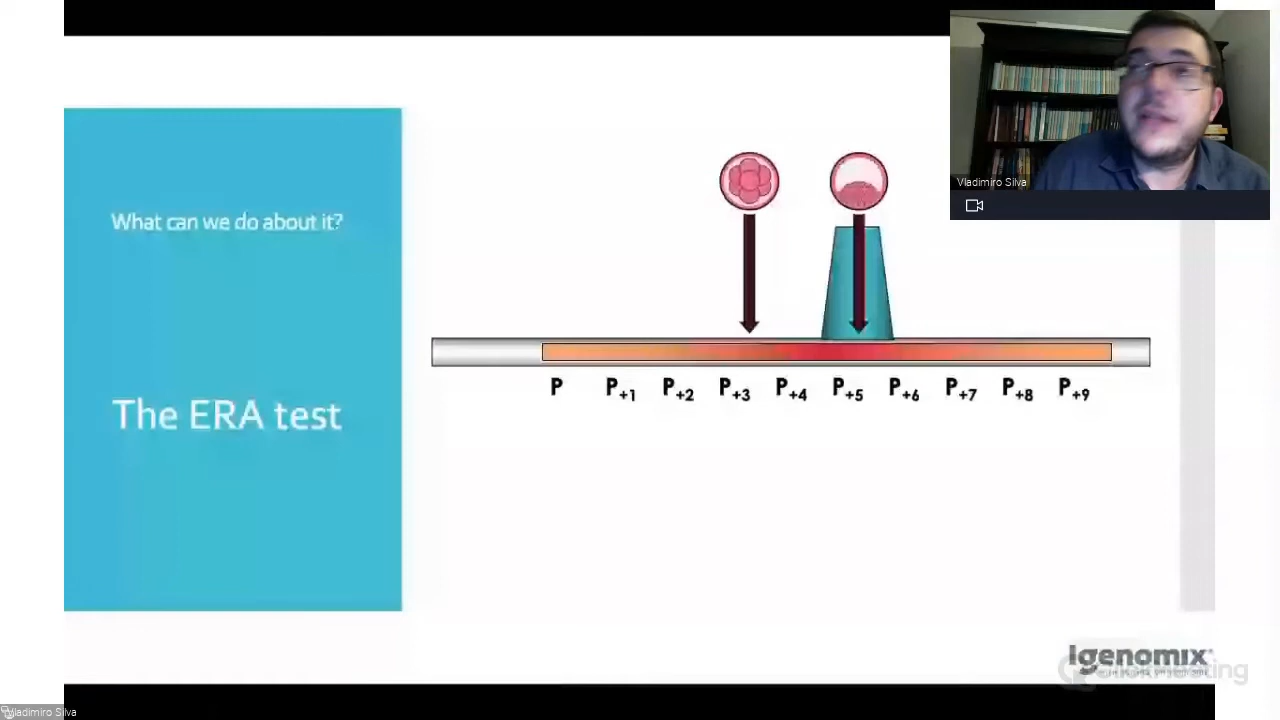 Vladimiro Silva
What can we do about it?
The ERA test
P P+1 P+2 P+3 P+4 P+5 P+6 P+7 P+8 P+9
Igenomix
Vladimiro Silva